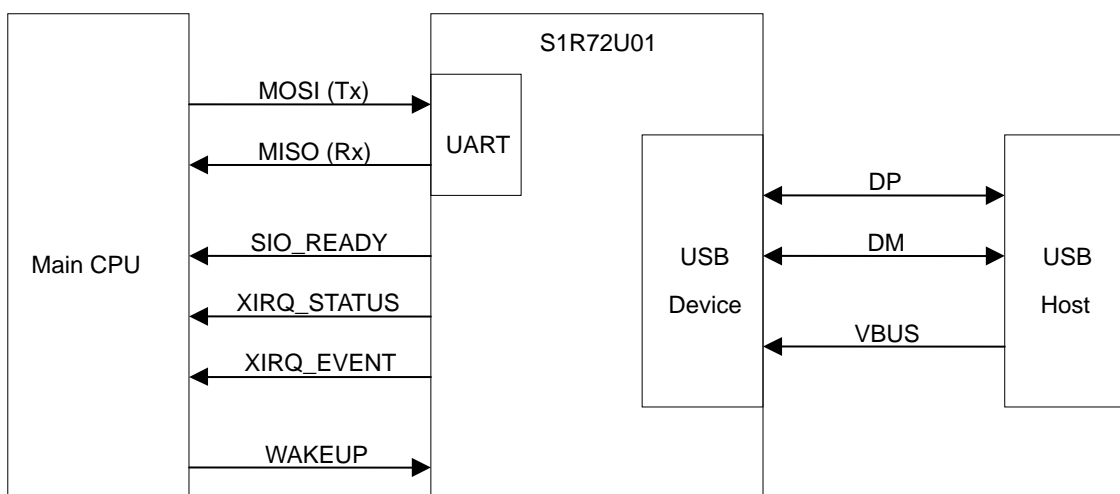 S1R72U01
MOSI (Tx)
MISO (Rx)
UART
Main CPU
SIO_READY
XIRQ_STATUS
XIRQ_EVENT
WAKEUP
USB
Device
DP
DM
VBUS
USB
Host